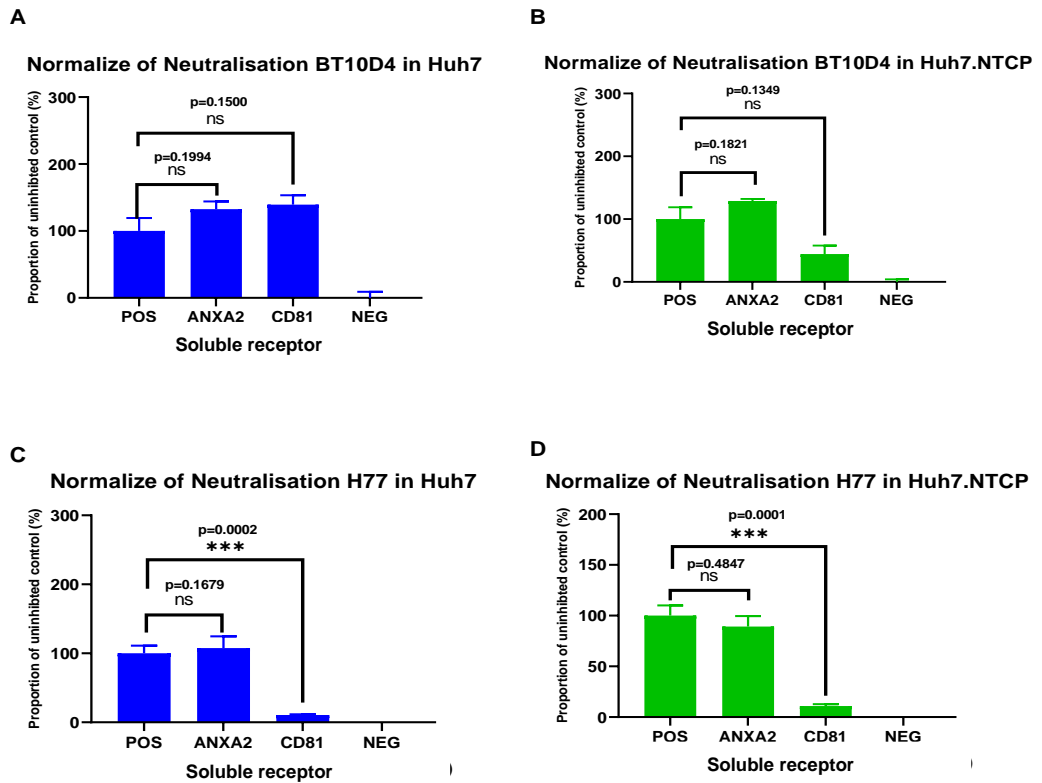 A
Normalize of Neutralisation BT10D4 in Huh7
Proportion of uninhibted control (%)
300
200
100
0
p=0.1500
ns
p=0.1994
ns
POS ANXA2 CD81 NEG
Soluble receptor
B
Normalize of Neutralisation BT10D4 in Huh7.NTCP
Proportion of uninhibted control (%)
300
200
100
0
p=0.1349
ns
p=0.1821
ns
POS ANXA2 CD81 NEG
Soluble receptor
C
Normalize of Neutralisation H77 in Huh7
Proportion of uninhibted control (%)
300
200
100
0
p=0.0002
***
p=0.1679
ns
POS ANXA2 CD81 NEG
Soluble receptor
)
D
Normalize of Neutralisation H77 in Huh7.NTCP
Proportion of uninhibted control (%)
200
150
100
50
0
p=0.0001
***
p=0.4847
ns
POS ANXA2 CD81 NEG
Soluble receptor
)